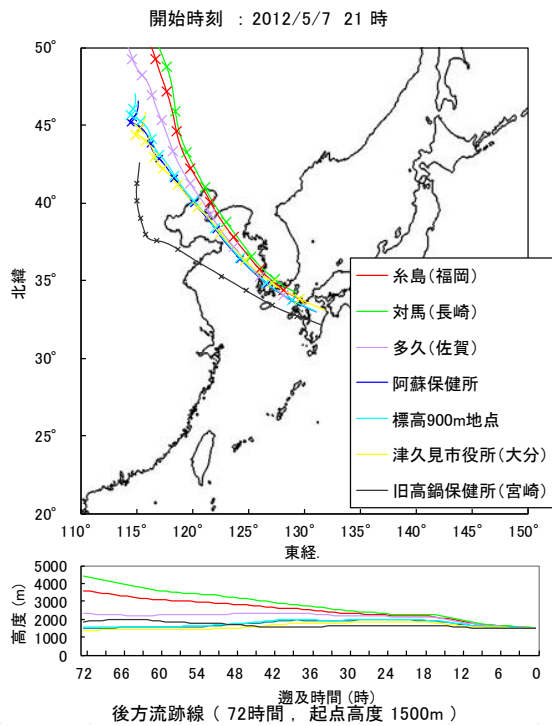 開始時刻 : 2012/5/7 21 時
50°
45°
40°
35°
30°
25°
20°
北緯
110° 115° 120° 125° 130° 135° 140° 145° 150°
東経.
糸島(福岡)
対馬(長崎)
多久(佐賀)
阿蘇保健所
標高900m地点
津久見市役所(大分)
旧高鍋保健所(宮崎)
高度(m)
5000
4000
3000
2000
1000
0
72 66 60 54 48 42 36 30 24 18 12 6 0
遡及時間(時)
後方流跡線( 72時間 , 起点高度 1500m )